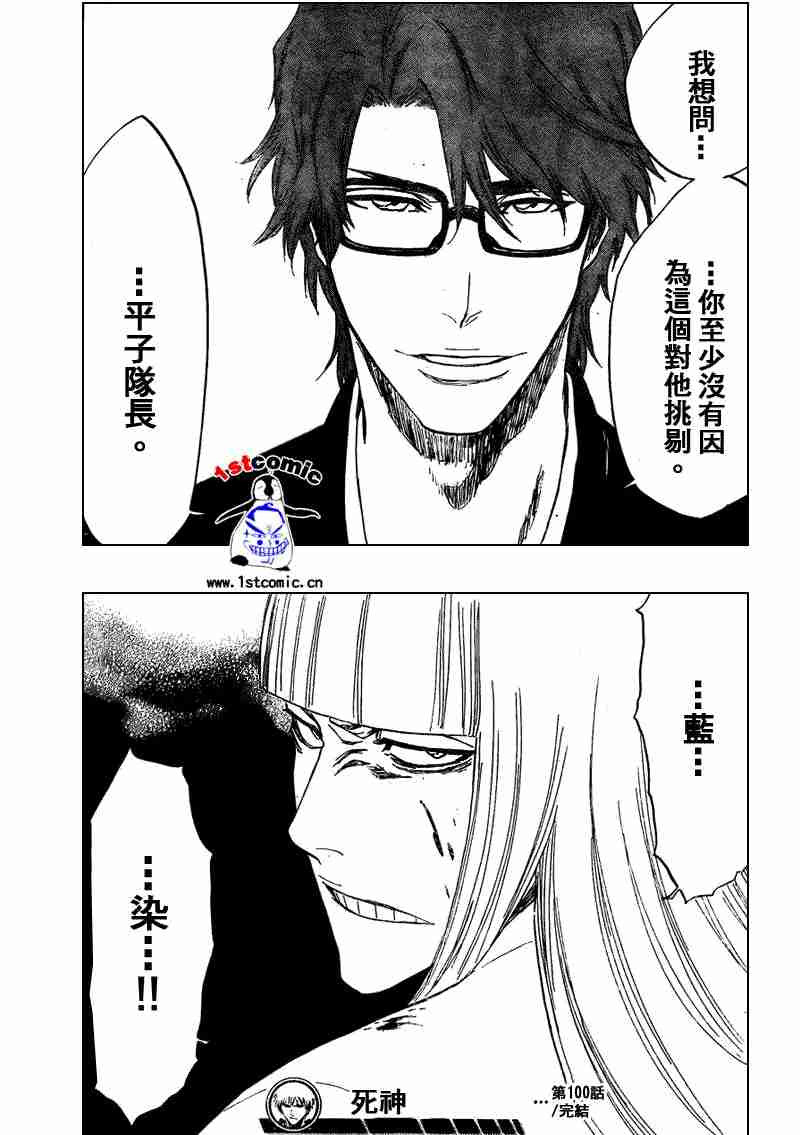 我想問……
…你至少沒有因
為這個對他挑剔。
……平子隊長。
1stcomic
www.1stcomic.cn
……藍……
……染……!!
死神
…第100話
/完結